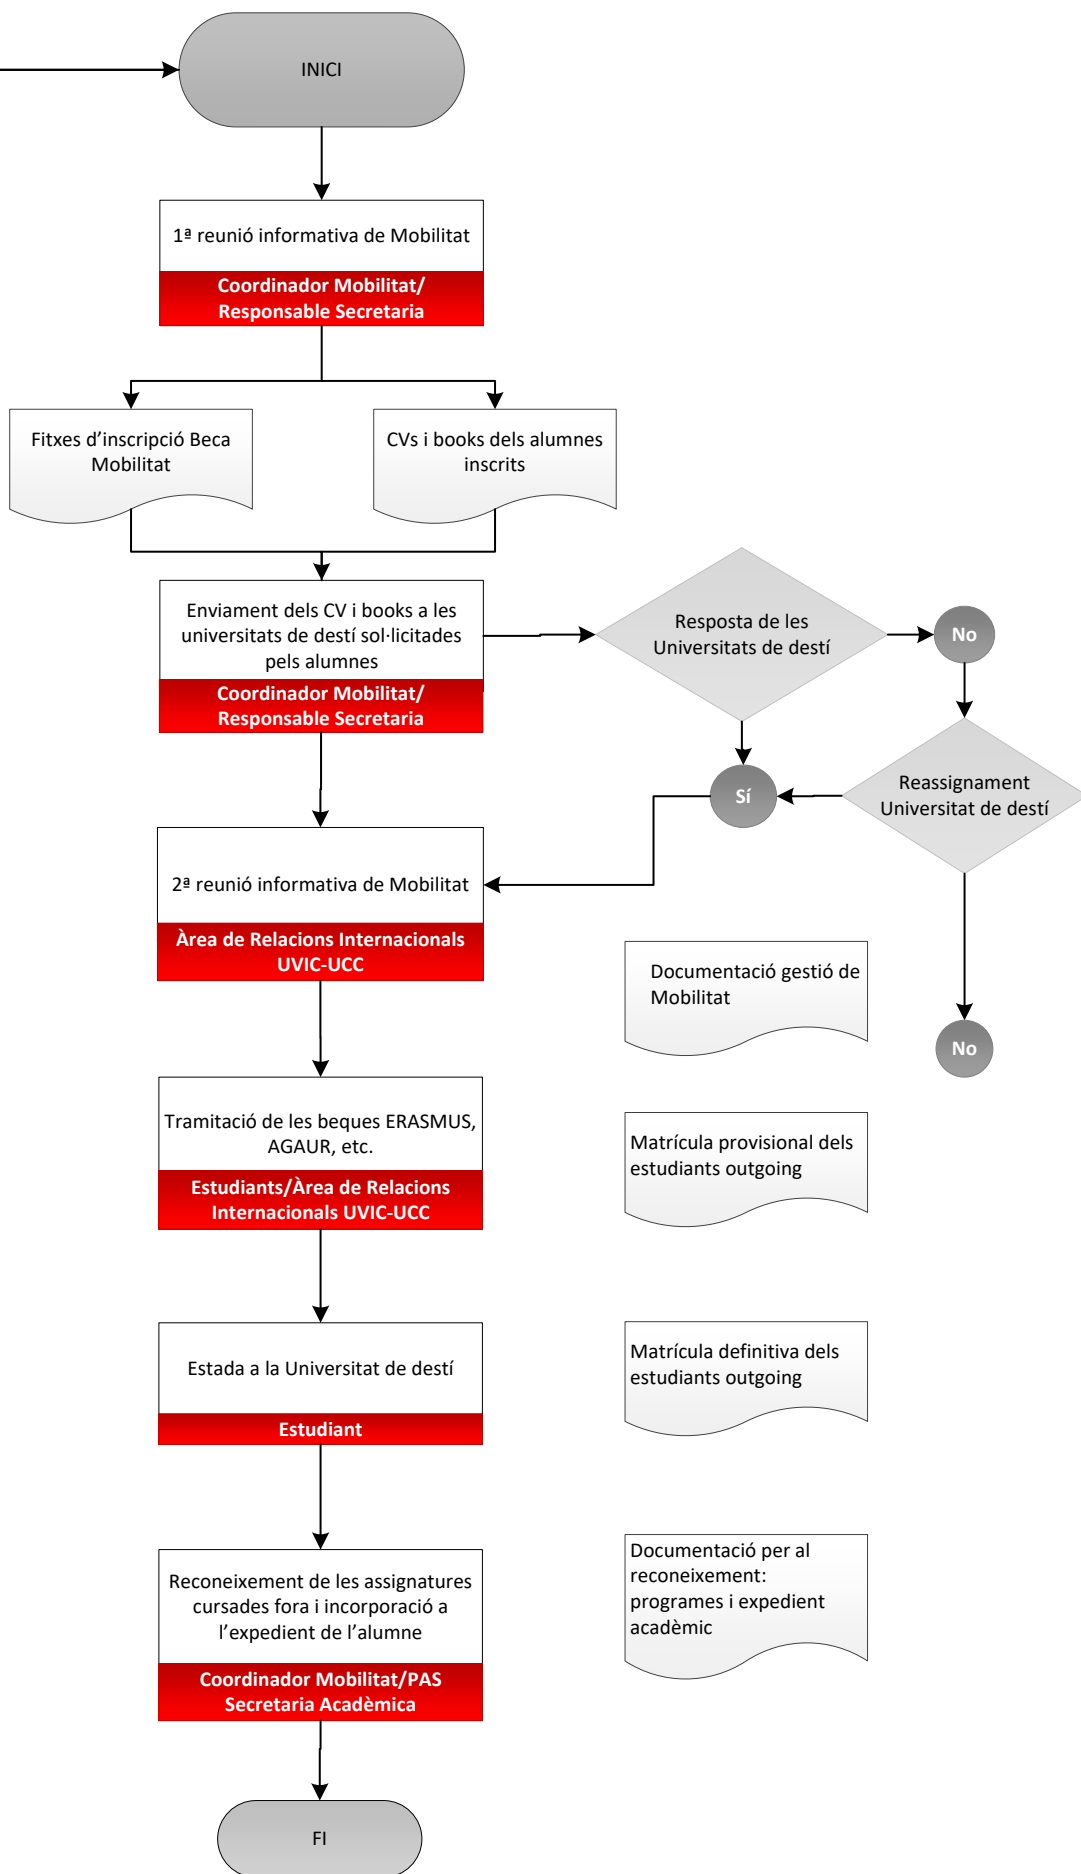 INICI
1ª reunió informativa de Mobilitat
Coordinador Mobilitat/
Responsable Secretaria
Fitxes d’inscripció Beca
Mobilitat
CVs i books dels alumnes
inscrits
Enviament dels CV i books a les
universitats de destí sol·licitades
pels alumnes
Coordinador Mobilitat/
Responsable Secretaria
Resposta de les
Universitats de destí
No
Sí
Reassignament
Universitat de destí
2ª reunió informativa de Mobilitat
Àrea de Relacions Internacionals
UVIC-UCC
Documentació gestió de
Mobilitat
No
Tramitació de les beques ERASMUS,
AGAUR, etc.
Estudiants/Àrea de Relacions
Internacionals UVIC-UCC
Matrícula provisional dels
estudiants outgoing
Estada a la Universitat de destí
Estudiant
Matrícula definitiva dels
estudiants outgoing
Reconeixement de les assignatures
cursades fora i incorporació a
l’expedient de l’alumne
Coordinador Mobilitat/PAS
Secretaria Acadèmica
Documentació per al
reconeixement:
programes i expedient
acadèmic
FI